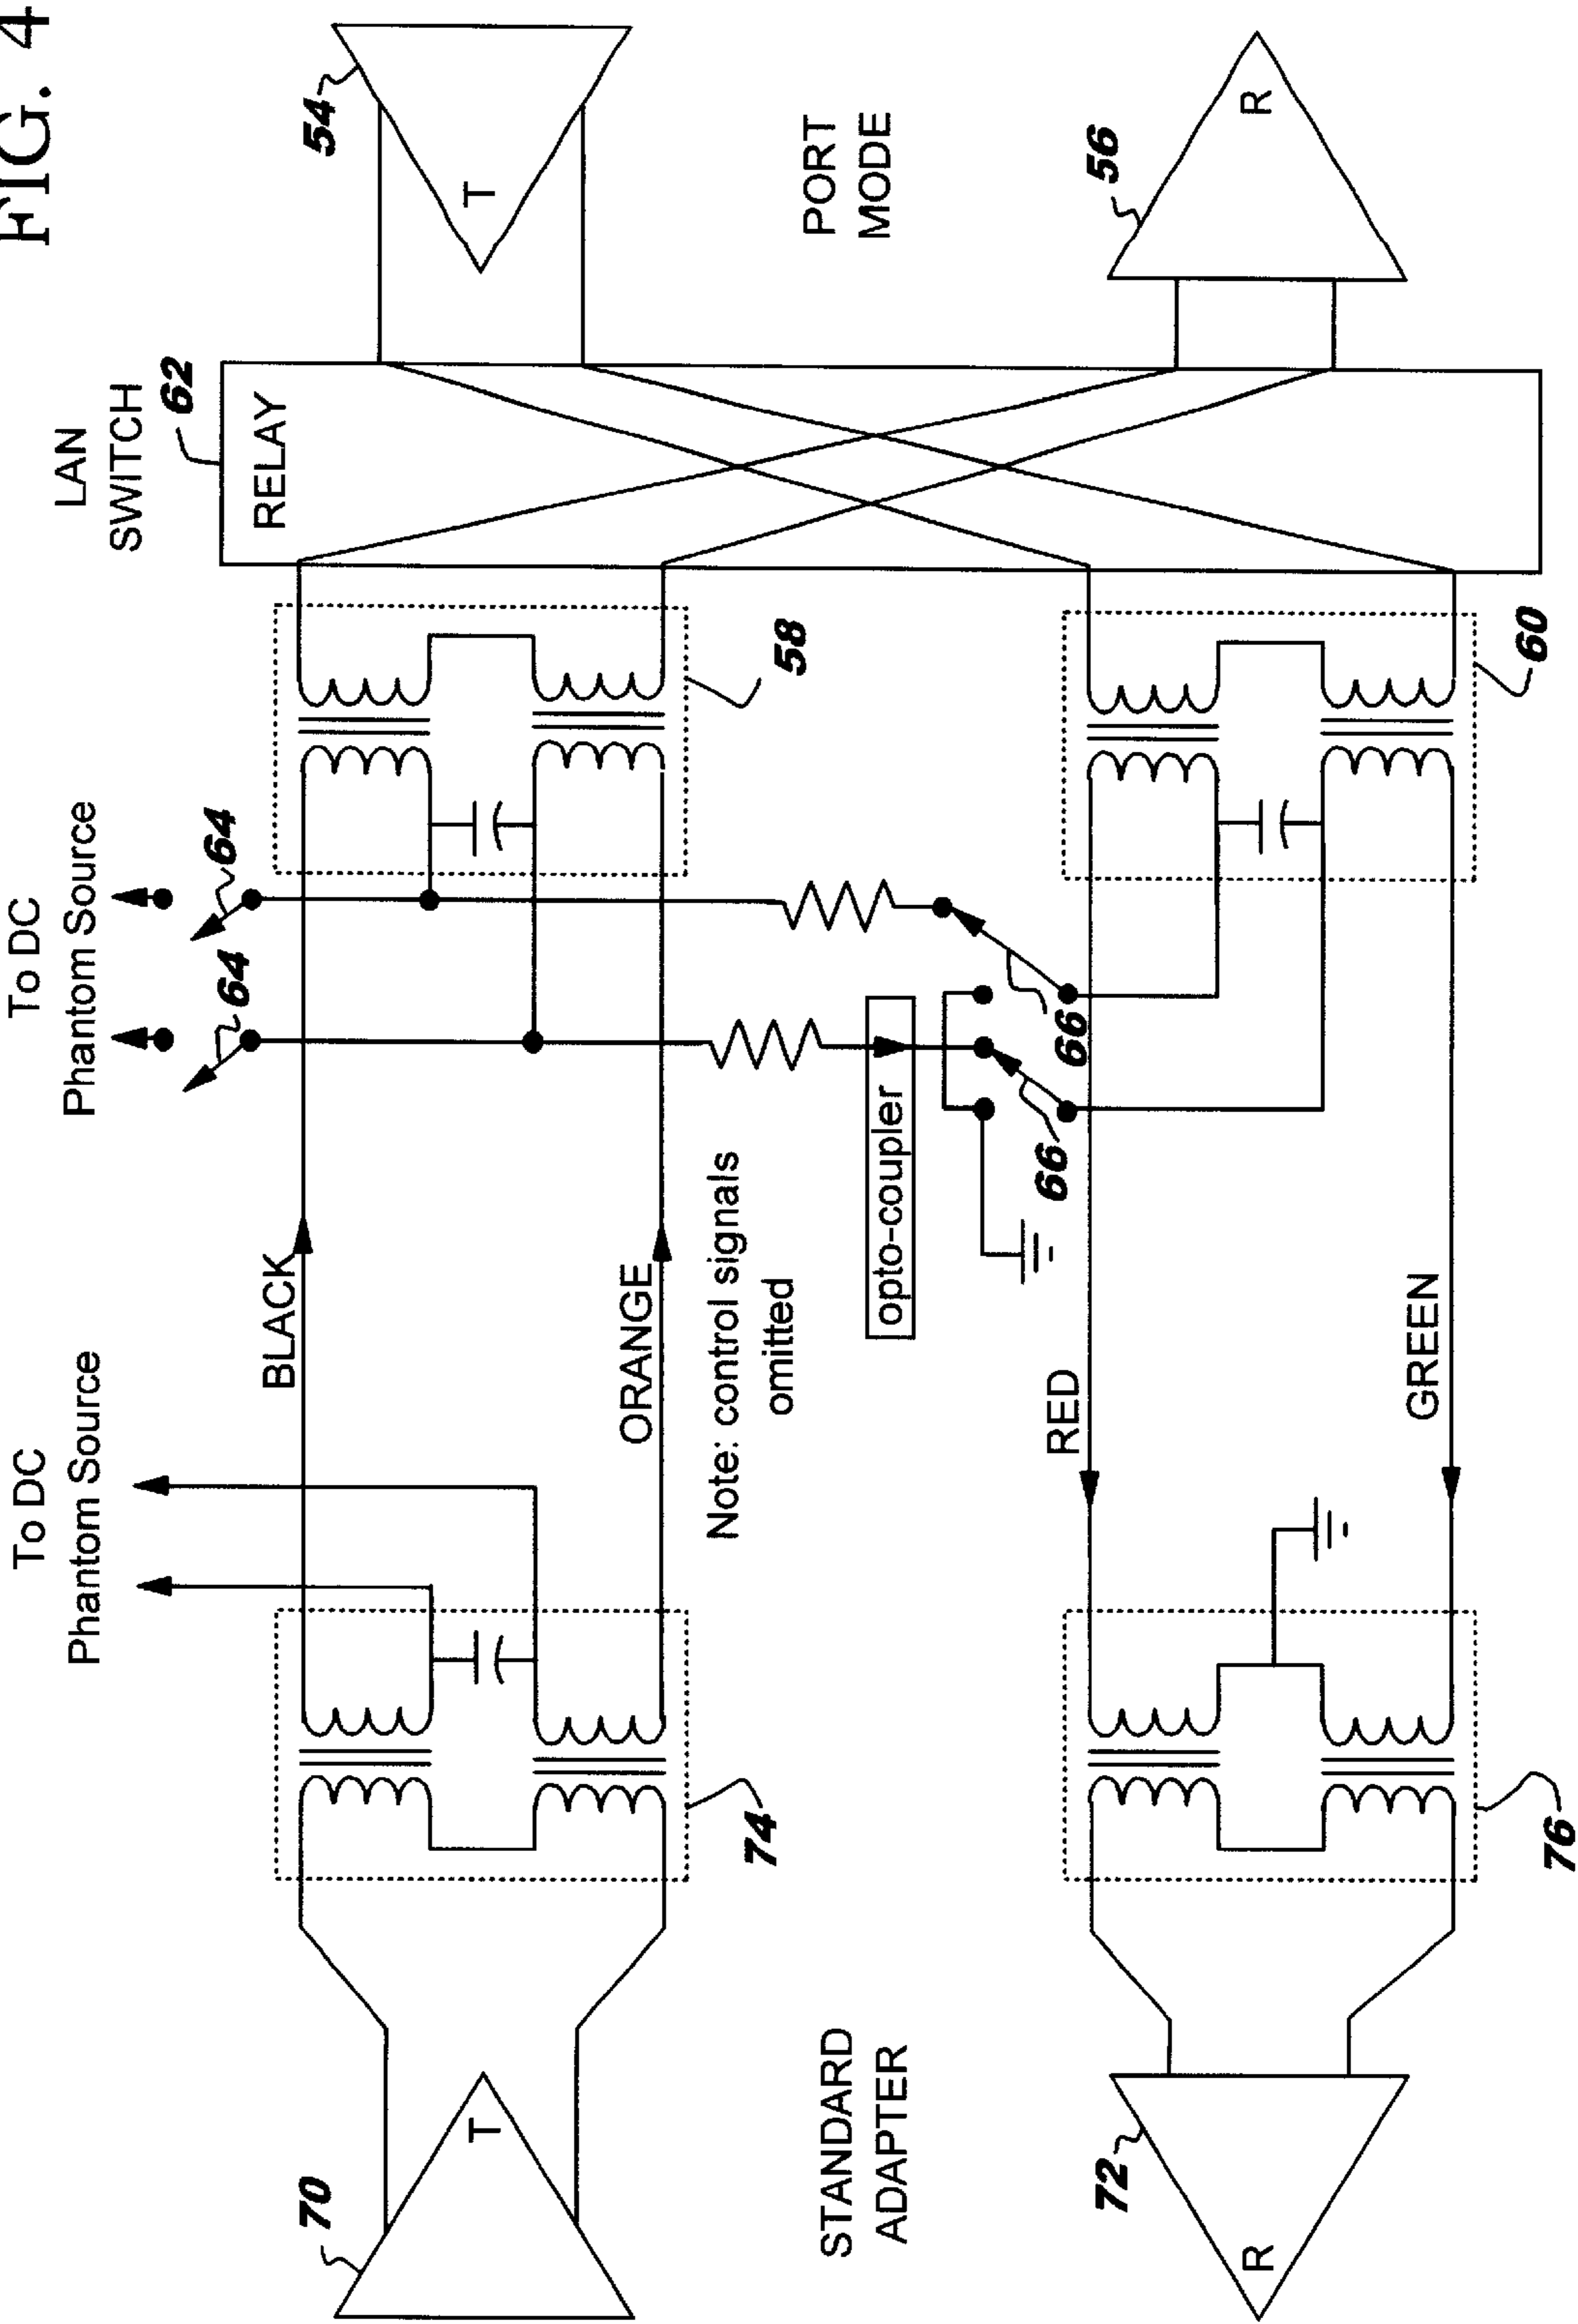 FIG. 4
LAN
SWITCH
62
RELAY
54
T
PORT
MODE
56
R
To DC
Phantom Source
64
64
58
60
To DC
Phantom Source
BLACK
ORANGE
Note: control signals
omitted
opto-coupler
66
66
RED
GREEN
74
76
70
T
STANDARD
ADAPTER
72
R